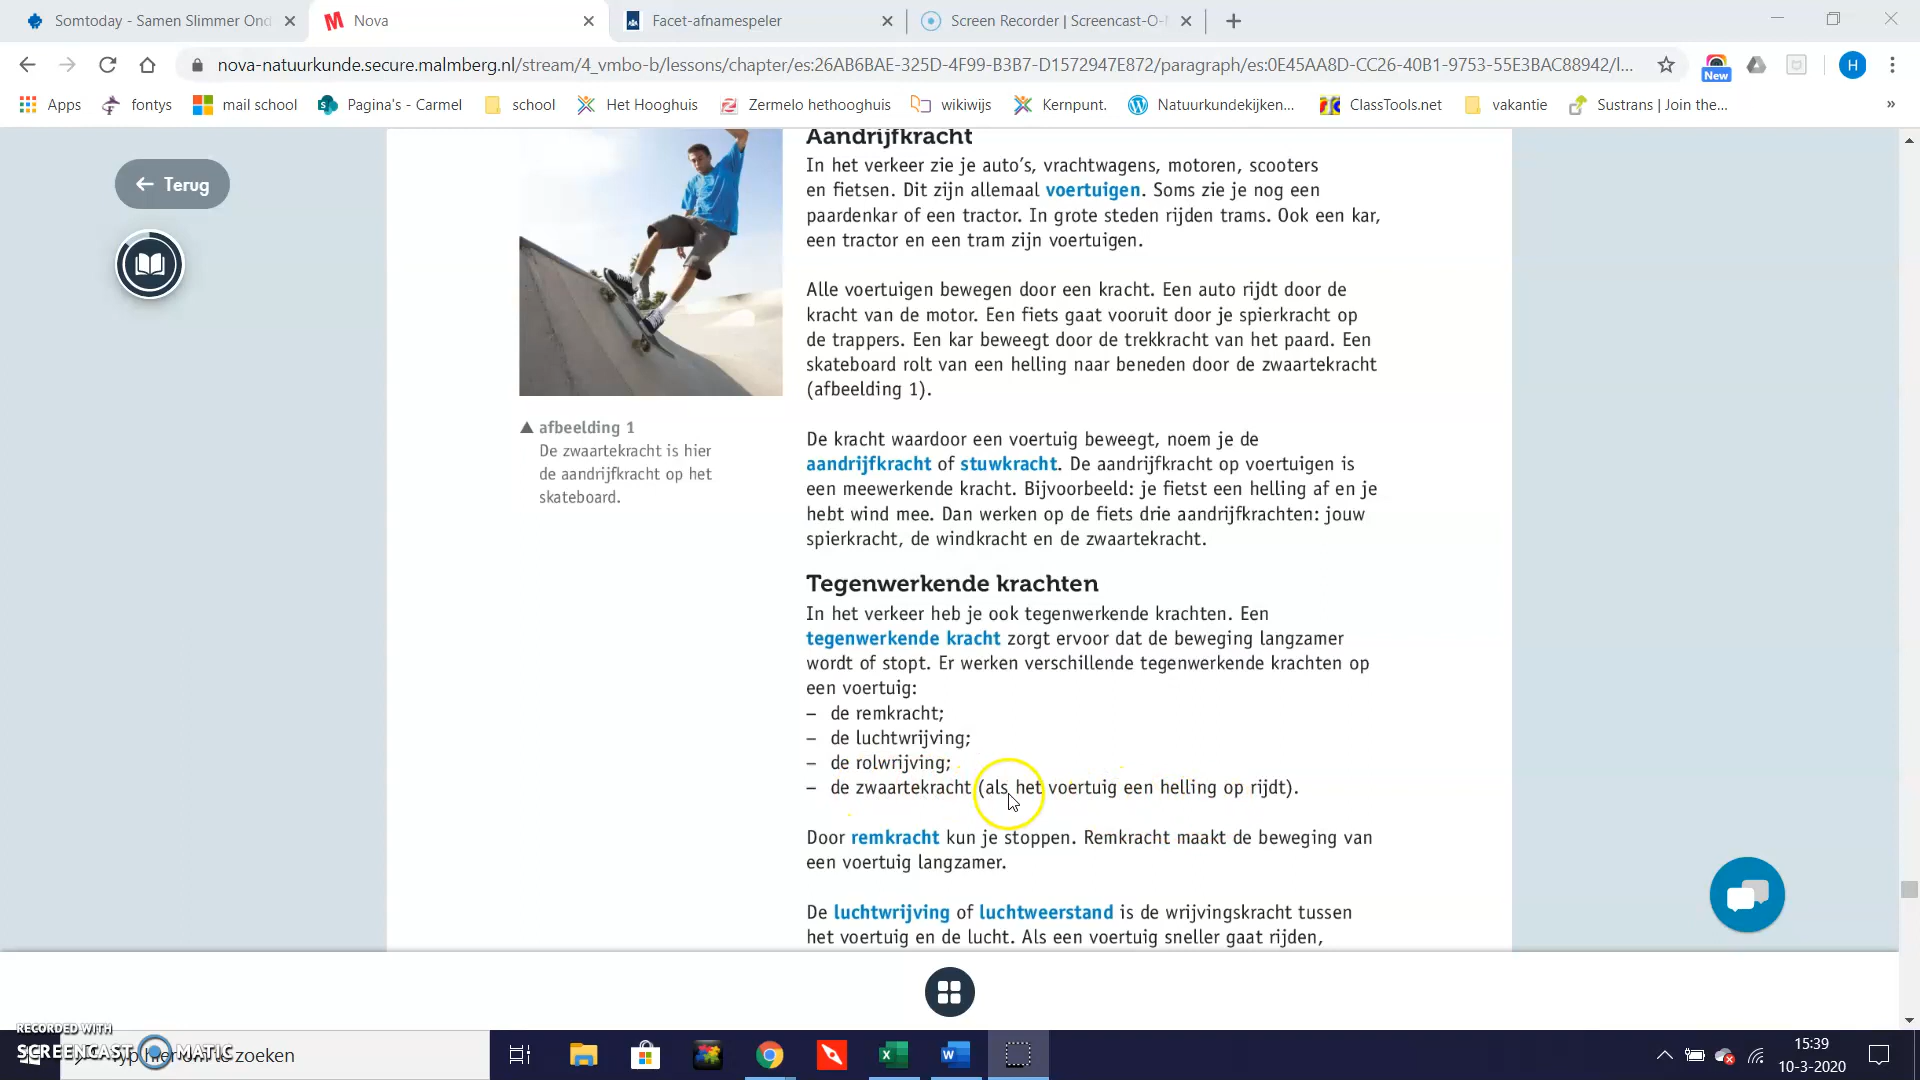 Somtoday - Samen Slimmer Ond
Nova
Facet-afnamespeler
Screen Recorder | Screencast-O-
nova-natuurkunde.secure.malmberg.nl/stream/4_vmbo-b/lessons/chapter/es:26AB6BAE-325D-4F99-B3B7-D1572947E872/paragraph/es:0E45AA8D-CC26-40B1-9753-55E3BAC88942/l...
New
H
Apps
fontys
mail school
Pagina's - Carmel
school
Het Hooghuis
Zermelo hethooghuis
wikiwijs
Kernpunt.
Natuurkundekijken...
ClassTools.net
vakantie
Sustrans | Join the...
»
Terug
Aandrijfkracht
In het verkeer zie je auto's, vrachtwagens, motoren, scooters
en fietsen. Dit zijn allemaal voertuigen. Soms zie je nog een
paardenkar of een tractor. In grote steden rijden trams. Ook een kar,
een tractor en een tram zijn voertuigen.
Alle voertuigen bewegen door een kracht. Een auto rijdt door de
kracht van de motor. Een fiets gaat vooruit door je spierkracht op
de trappers. Een kar beweegt door de trekkracht van het paard. Een
skateboard rolt van een helling naar beneden door de zwaartekracht
(afbeelding 1).
▲ afbeelding 1
De zwaartekracht is hier
de aandrijfkracht op het
skateboard.
De kracht waardoor een voertuig beweegt, noem je de
aandrijfkracht of stuwkracht. De aandrijfkracht op voertuigen is
een meewerkende kracht. Bijvoorbeeld: je fietst een helling af en je
hebt wind mee. Dan werken op de fiets drie aandrijfkrachten: jouw
spierkracht, de windkracht en de zwaartekracht.
Tegenwerkende krachten
In het verkeer heb je ook tegenwerkende krachten. Een
tegenwerkende kracht zorgt ervoor dat de beweging langzamer
wordt of stopt. Er werken verschillende tegenwerkende krachten op
een voertuig:
– de remkracht;
– de luchtwrijving;
– de rolwrijving;
– de zwaartekracht (als het voertuig een helling op rijdt).
Door remkracht kun je stoppen. Remkracht maakt de beweging van
een voertuig langzamer.
De luchtwrijving of luchtweerstand is de wrijvingskracht tussen
het voertuig en de lucht. Als een voertuig sneller gaat rijden,
RECORDED WITH
SCREENCAST MATIC
Typ hier om te zoeken
15:39
10-3-2020